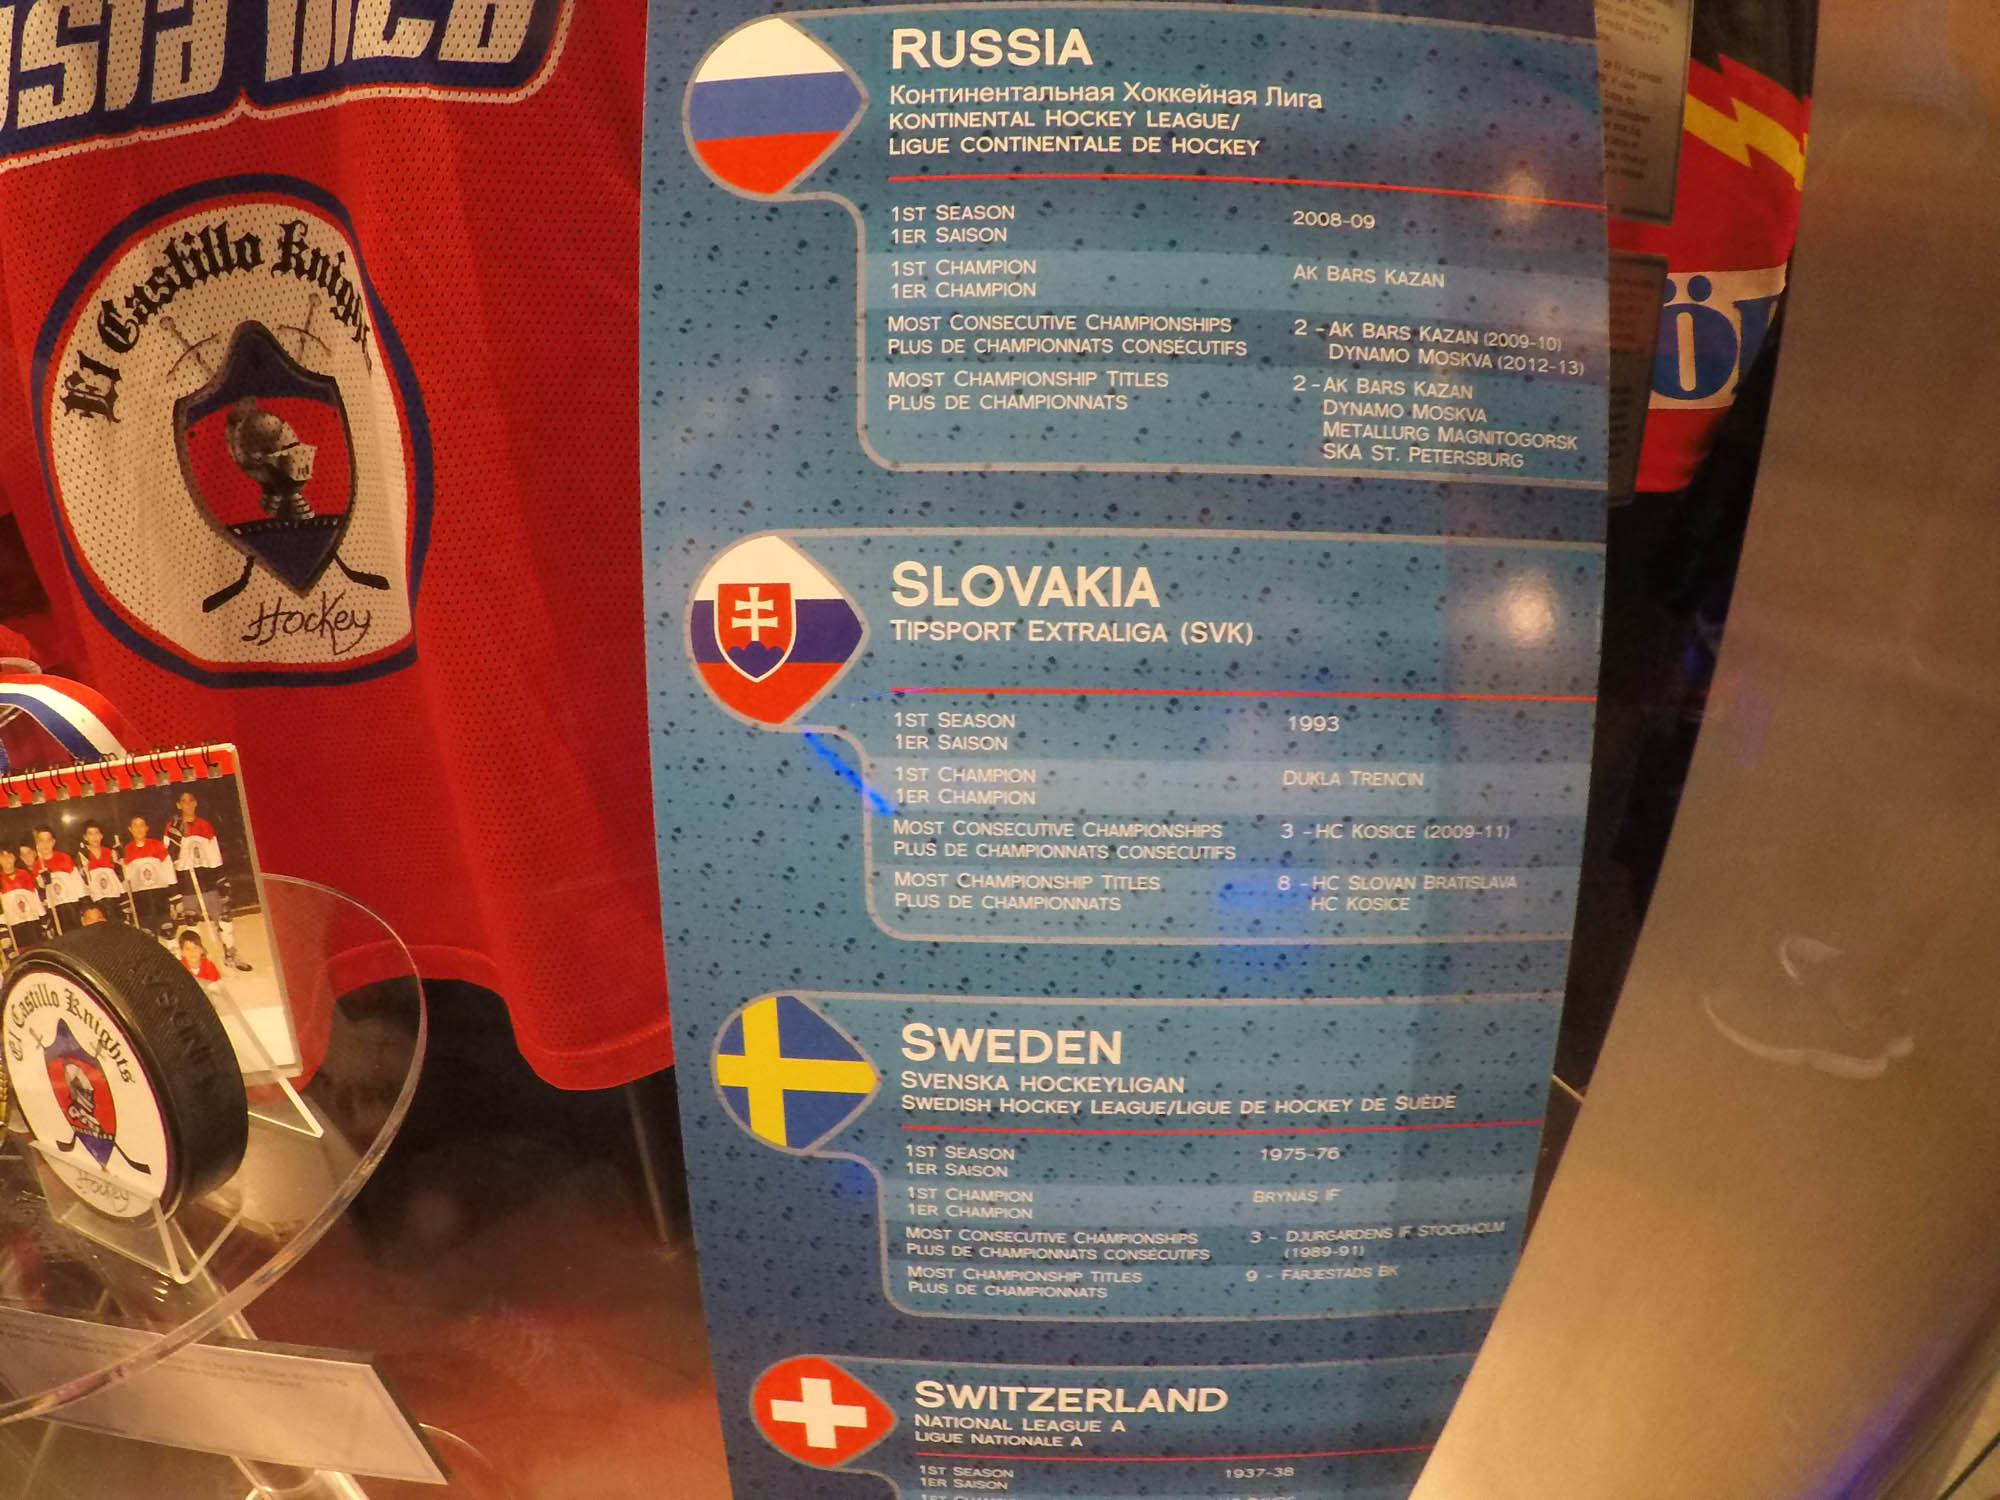 El Castillo Knight
Hockey
El Castillo Knights
Hockey
RUSSIA
Континентальная Хоккейная Лига
KONTINENTAL HOCKEY LEAGUE/
LIGUE CONTINENTALE DE HOCKEY
1ST SEASON 2008-09
1ER SAISON
1ST CHAMPION AK BARS KAZAN
1ER CHAMPION
MOST CONSECUTIVE CHAMPIONSHIPS 2 - AK BARS KAZAN (2009-10)
PLUS DE CHAMPIONNATS CONSÉCUTIFS DYNAMO MOSKVA (2012-13)
MOST CHAMPIONSHIP TITLES 2 - AK BARS KAZAN
PLUS DE CHAMPIONNATS DYNAMO MOSKVA
METALLURG MAGNITOGORSK
SKA ST. PETERSBURG
SLOVAKIA
TIPSPORT EXTRALIGA (SVK)
1ST SEASON 1993
1ER SAISON
1ST CHAMPION DUKLA TRENCIN
1ER CHAMPION
MOST CONSECUTIVE CHAMPIONSHIPS 3 - HC KOSICE (2009-11)
PLUS DE CHAMPIONNATS CONSÉCUTIFS
MOST CHAMPIONSHIP TITLES 8 - HC SLOVAN BRATISLAVA
PLUS DE CHAMPIONNATS HC KOSICE
SWEDEN
SVENSKA HOCKEYLIGAN
SWEDISH HOCKEY LEAGUE/LIGUE DE HOCKEY DE SUÈDE
1ST SEASON 1975-76
1ER SAISON
1ST CHAMPION BRYNÄS IF
1ER CHAMPION
MOST CONSECUTIVE CHAMPIONSHIPS 3 - DJURGARDENS IF STOCKHOLM
PLUS DE CHAMPIONNATS CONSÉCUTIFS (1989-91)
MOST CHAMPIONSHIP TITLES 9 - FÄRJESTADS BK
PLUS DE CHAMPIONNATS
SWITZERLAND
NATIONAL LEAGUE A
LIGUE NATIONALE A
1ST SEASON 1937-38
1ER SAISON